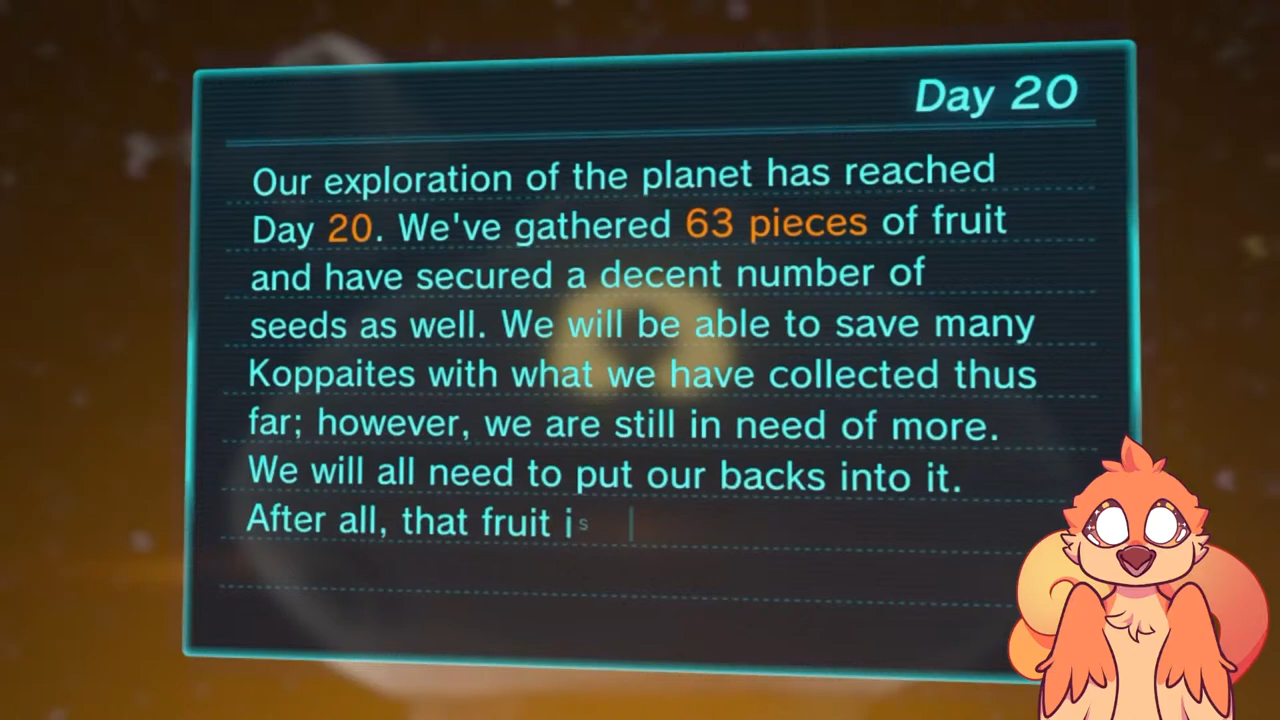 Day 20
Our exploration of the planet has reached
Day 20. We've gathered 63 pieces of fruit
and have secured a decent number of
seeds as well. We will be able to save many
Koppaites with what we have collected thus
far; however, we are still in need of more.
We will all need to put our backs into it.
After all, that fruit is